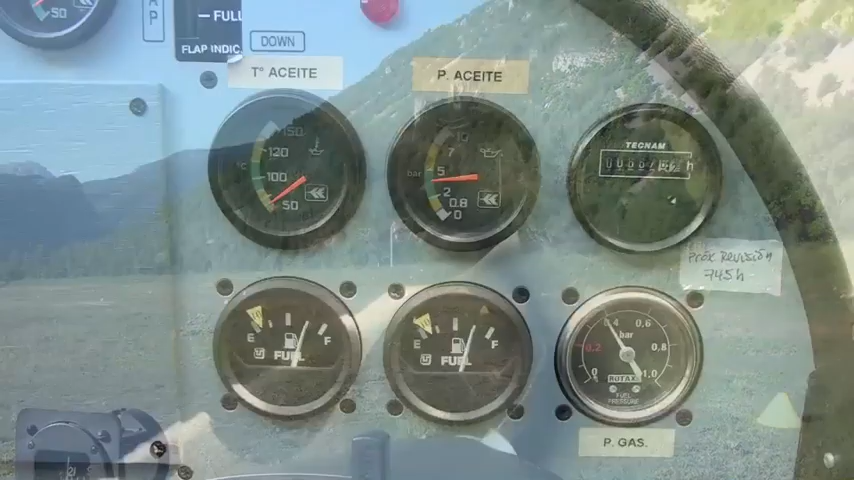 50
FULL
FLAP INDIC
DOWN
T° ACEITE
P. ACEITE
150
120
°C
100
50
10
7
bar
5
2
0.8
0
TECNAM
h
Próx Revisión
745 h
E
F
FUEL
E
F
FUEL
0.4
0.6
bar
0.2
0.8
0
1.0
ROTAX
FUEL
PRESSURE
P. GAS.